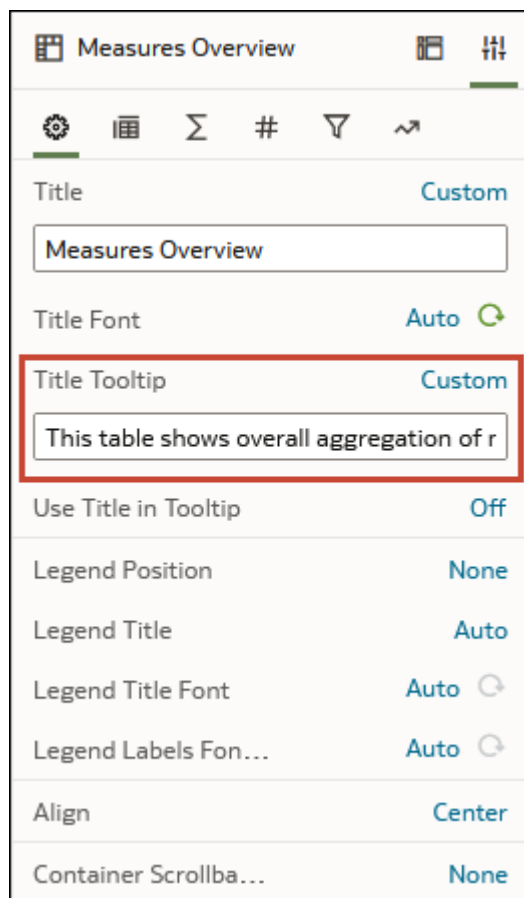 Measures Overview
Title Custom
Measures Overview
Title Font Auto
Title Tooltip Custom
This table shows overall aggregation of
Use Title in Tooltip Off
Legend Position None
Legend Title Auto
Legend Title Font Auto
Legend Labels Fon... Auto
Align Center
Container Scrollba... None